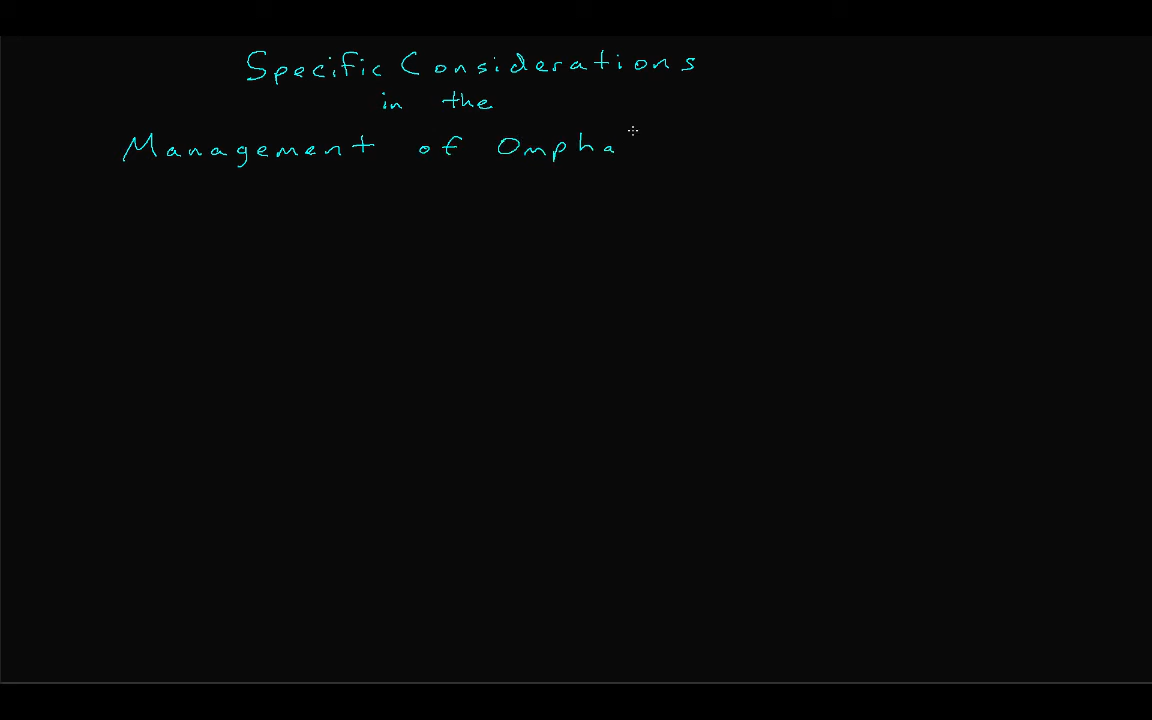 Specific Considerations
in the
Management of Ompha